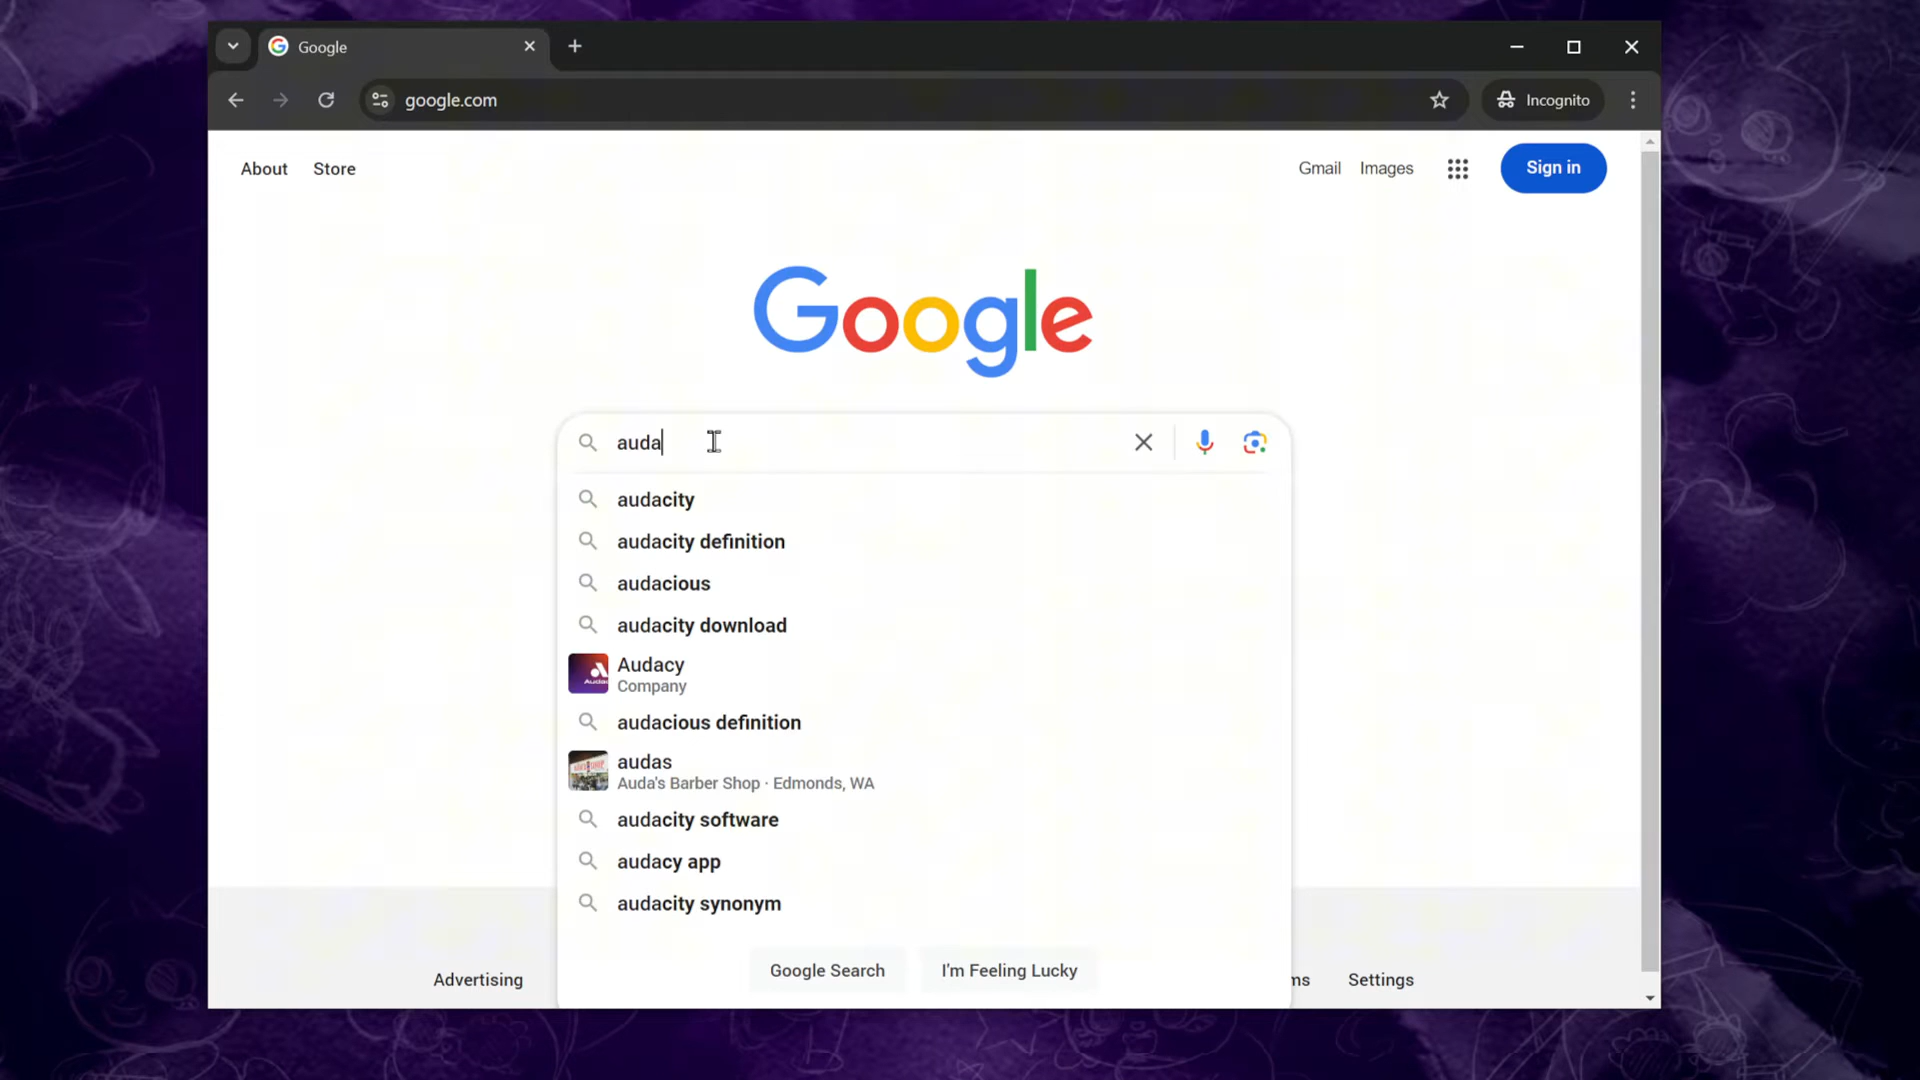 Google
google.com
Incognito
About Store
Gmail Images Sign in
Google
auda
audacity
audacity definition
audacious
audacity download
Audacy
Company
audacious definition
audas
Auda's Barber Shop · Edmonds, WA
audacity software
audacy app
audacity synonym
Google Search I'm Feeling Lucky
Advertising ms Settings